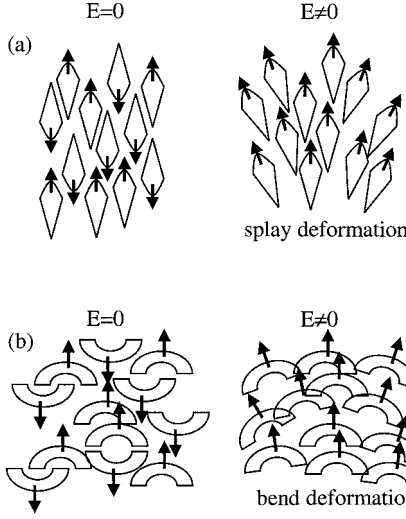 E=0
E≠0
(a)
splay deformation
E=0
E≠0
(b)
bend deformation